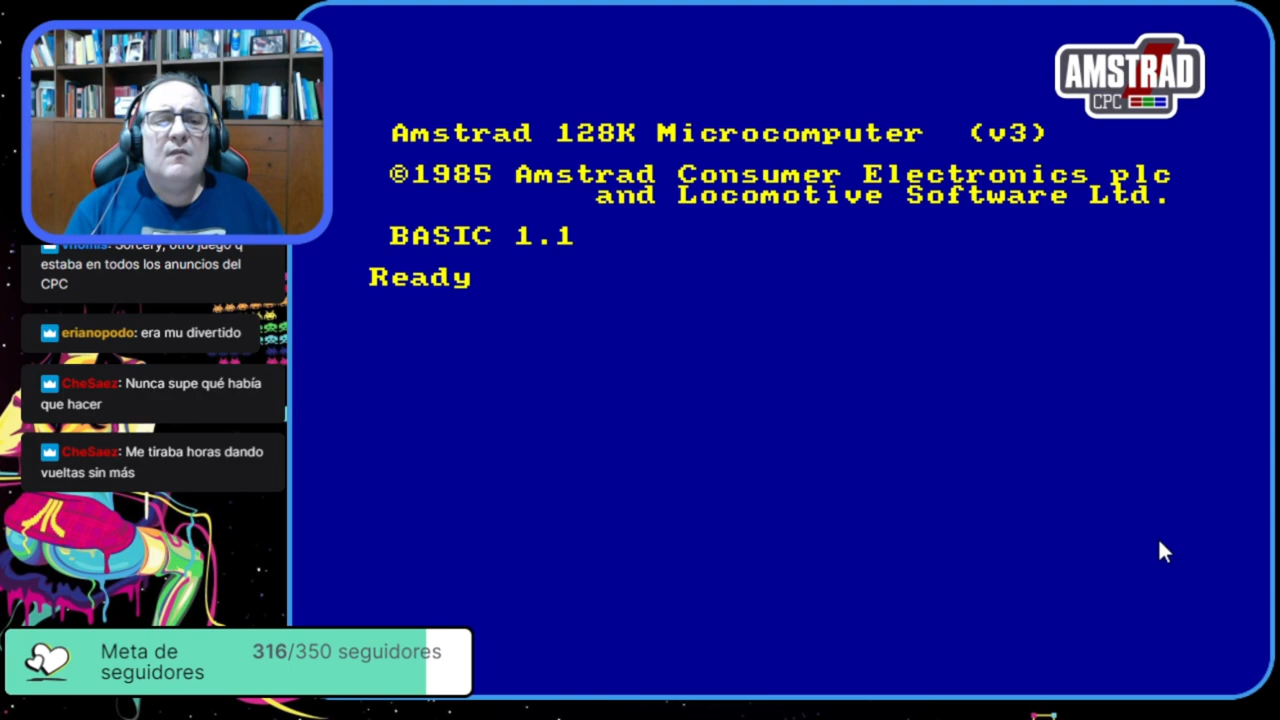 AMSTRAD
CPC
Amstrad 128K Microcomputer (v3)
©1985 Amstrad Consumer Electronics plc
and Locomotive Software Ltd.
BASIC 1.1
Ready
vnomis: Sorcery, otro juego q
estaba en todos los anuncios del
CPC
erianopodo: era mu divertido
CheSaez: Nunca supe qué había
que hacer
CheSaez: Me tiraba horas dando
vueltas sin más
Meta de
seguidores
316/350 seguidores